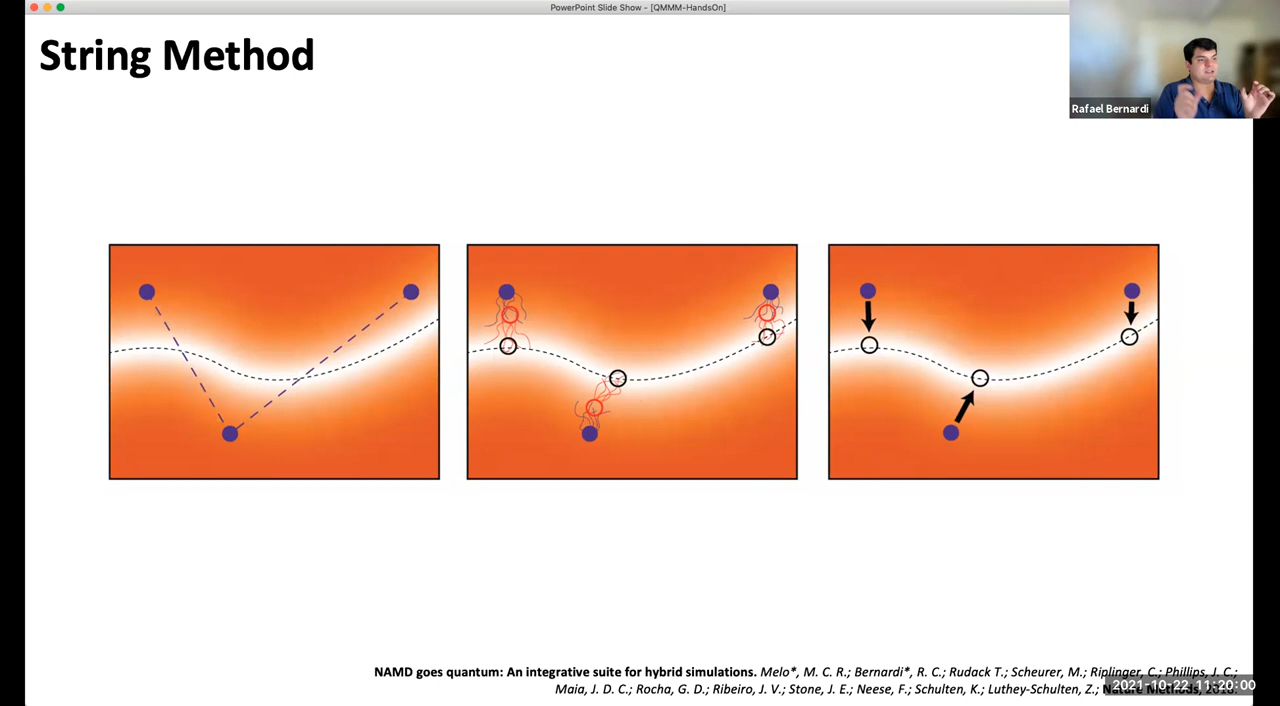 PowerPoint Slide Show - [QMMM-HandsOn]
String Method
Rafael Bernardi
NAMD goes quantum: An integrative suite for hybrid simulations. Melo*, M. C. R.; Bernardi*, R. C.; Rudack T.; Scheurer, M.; Riplinger, C.; Phillips, J. C.;
Maia, J. D. C.; Rocha, G. D.; Ribeiro, J. V.; Stone, J. E.; Neese, F.; Schulten, K.; Luthey-Schulten, Z.; Nature Methods,
2021-10-22 11:20:00